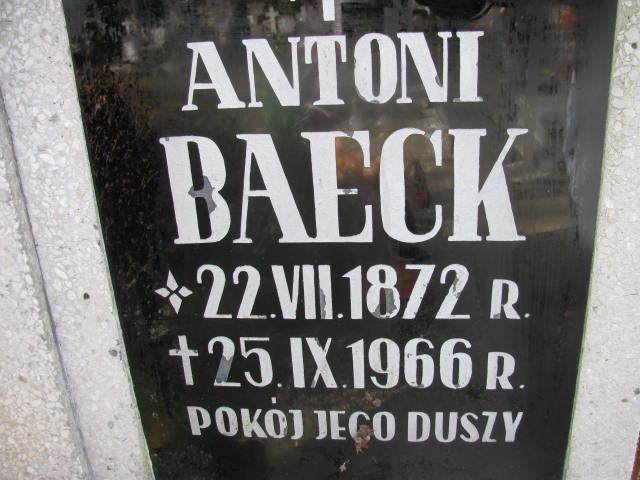 ANTONI
BAECK
22.VII.1872 R.
†25.IX.1966 R.
POKÓJ JEGO DUSZY